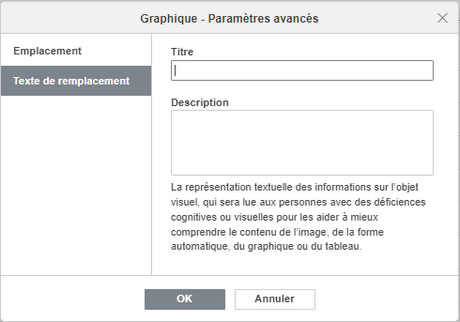 Graphique - Paramètres avancés
Emplacement
Texte de remplacement
Titre
Description
La représentation textuelle des informations sur l'objet
visuel, qui sera lue aux personnes avec des déficiences
cognitives ou visuelles pour les aider à mieux
comprendre le contenu de l'image, de la forme
automatique, du graphique ou du tableau.
OK
Annuler